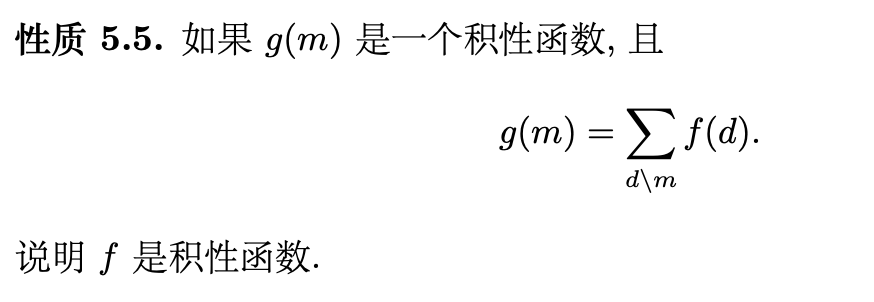 性质 5.5. 如果 g(m) 是一个积性函数, 且
g(m) = ∑ f(d).
d\m
说明 f 是积性函数.